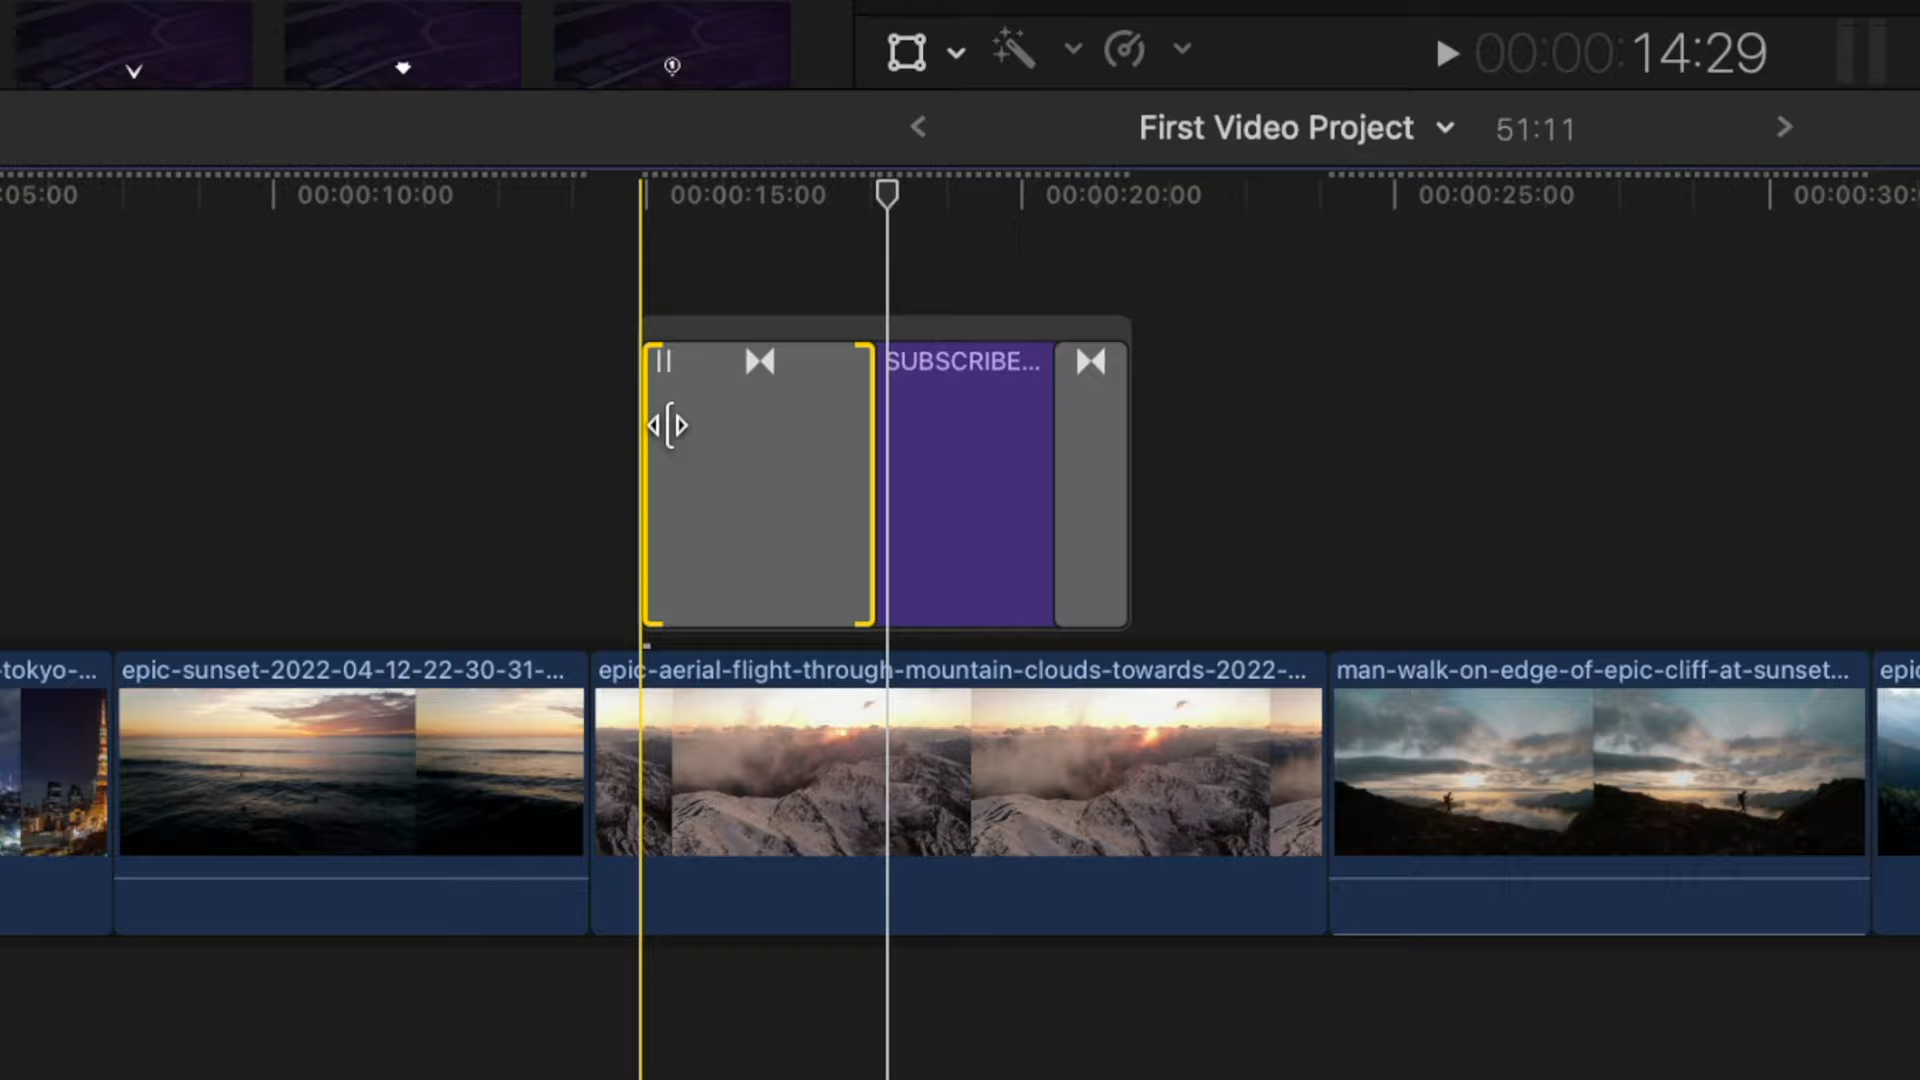 00:00:14:29
First Video Project 51:11
:05:00 00:00:10:00 00:00:15:00 00:00:20:00 00:00:25:00 00:00:30:
SUBSCRIBE...
-tokyo-... epic-sunset-2022-04-12-22-30-31-... epic-aerial-flight-through-mountain-clouds-towards-2022-... man-walk-on-edge-of-epic-cliff-at-sunset... epic